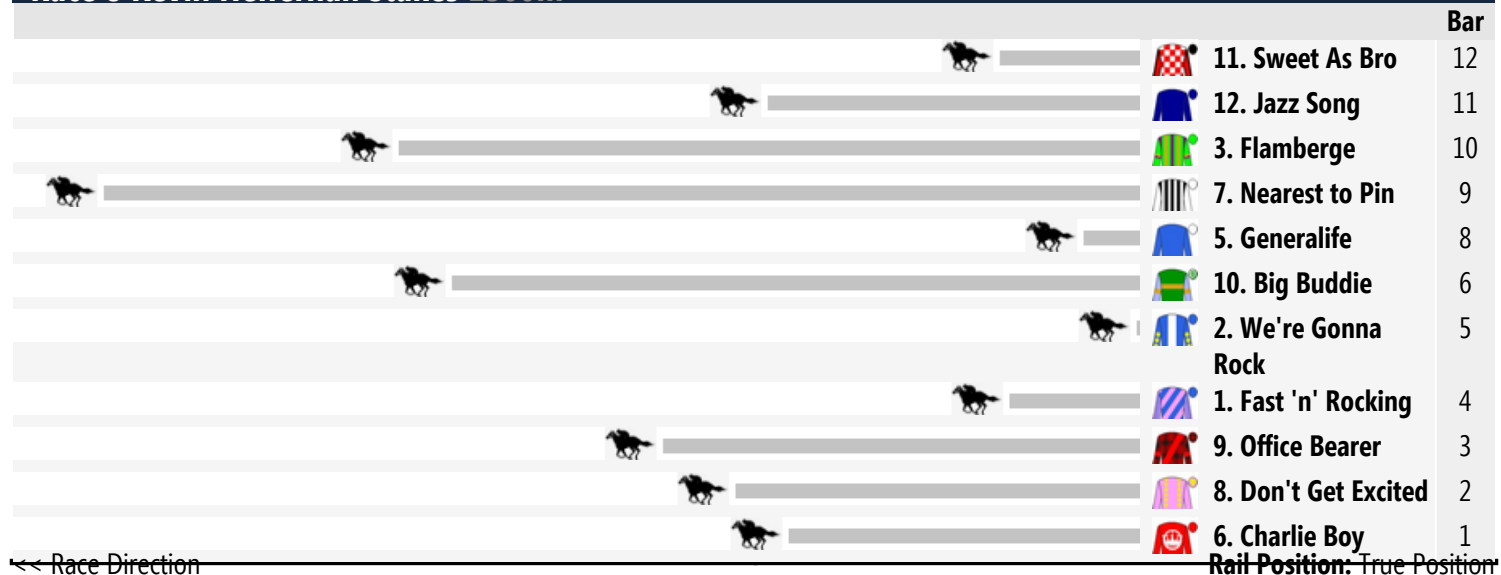 Bar
11. Sweet As Bro 12
12. Jazz Song 11
3. Flamberge 10
7. Nearest to Pin 9
5. Generalife 8
10. Big Buddie 6
2. We're Gonna 5
Rock
1. Fast 'n' Rocking 4
9. Office Bearer 3
8. Don't Get Excited 2
6. Charlie Boy 1
<< Race Direction Rail Position: True Position